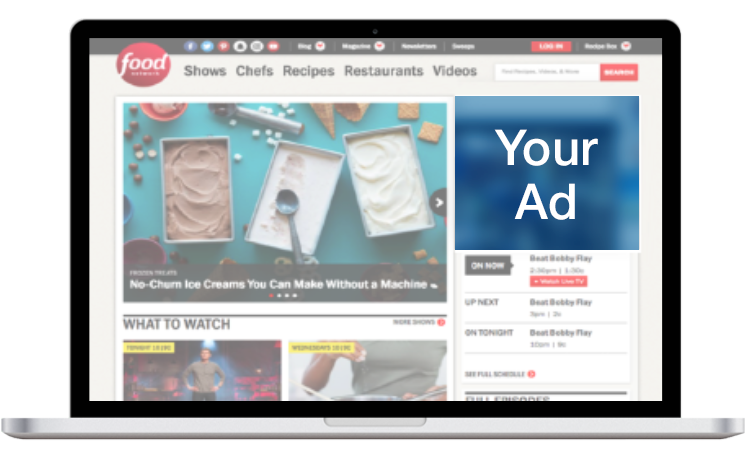 Blog
Magazine
Newsletters
Sweeps
LOG IN
Recipe Box
food
NETWORK
Shows Chefs Recipes Restaurants Videos
Find Recipes, Videos, & More
SEARCH
Your
Ad
FROZEN TREATS
No-Churn Ice Creams You Can Make Without a Machine
ON NOW
Beat Bobby Flay
2:30pm | 1:30c
Watch Live TV
UP NEXT
Beat Bobby Flay
3pm | 2c
ON TONIGHT
Beat Bobby Flay
10pm | 9c
SEE FULL SCHEDULE
WHAT TO WATCH
MORE SHOWS
TONIGHT 10|9C
WEDNESDAYS 10|9C
FULL EPISODES